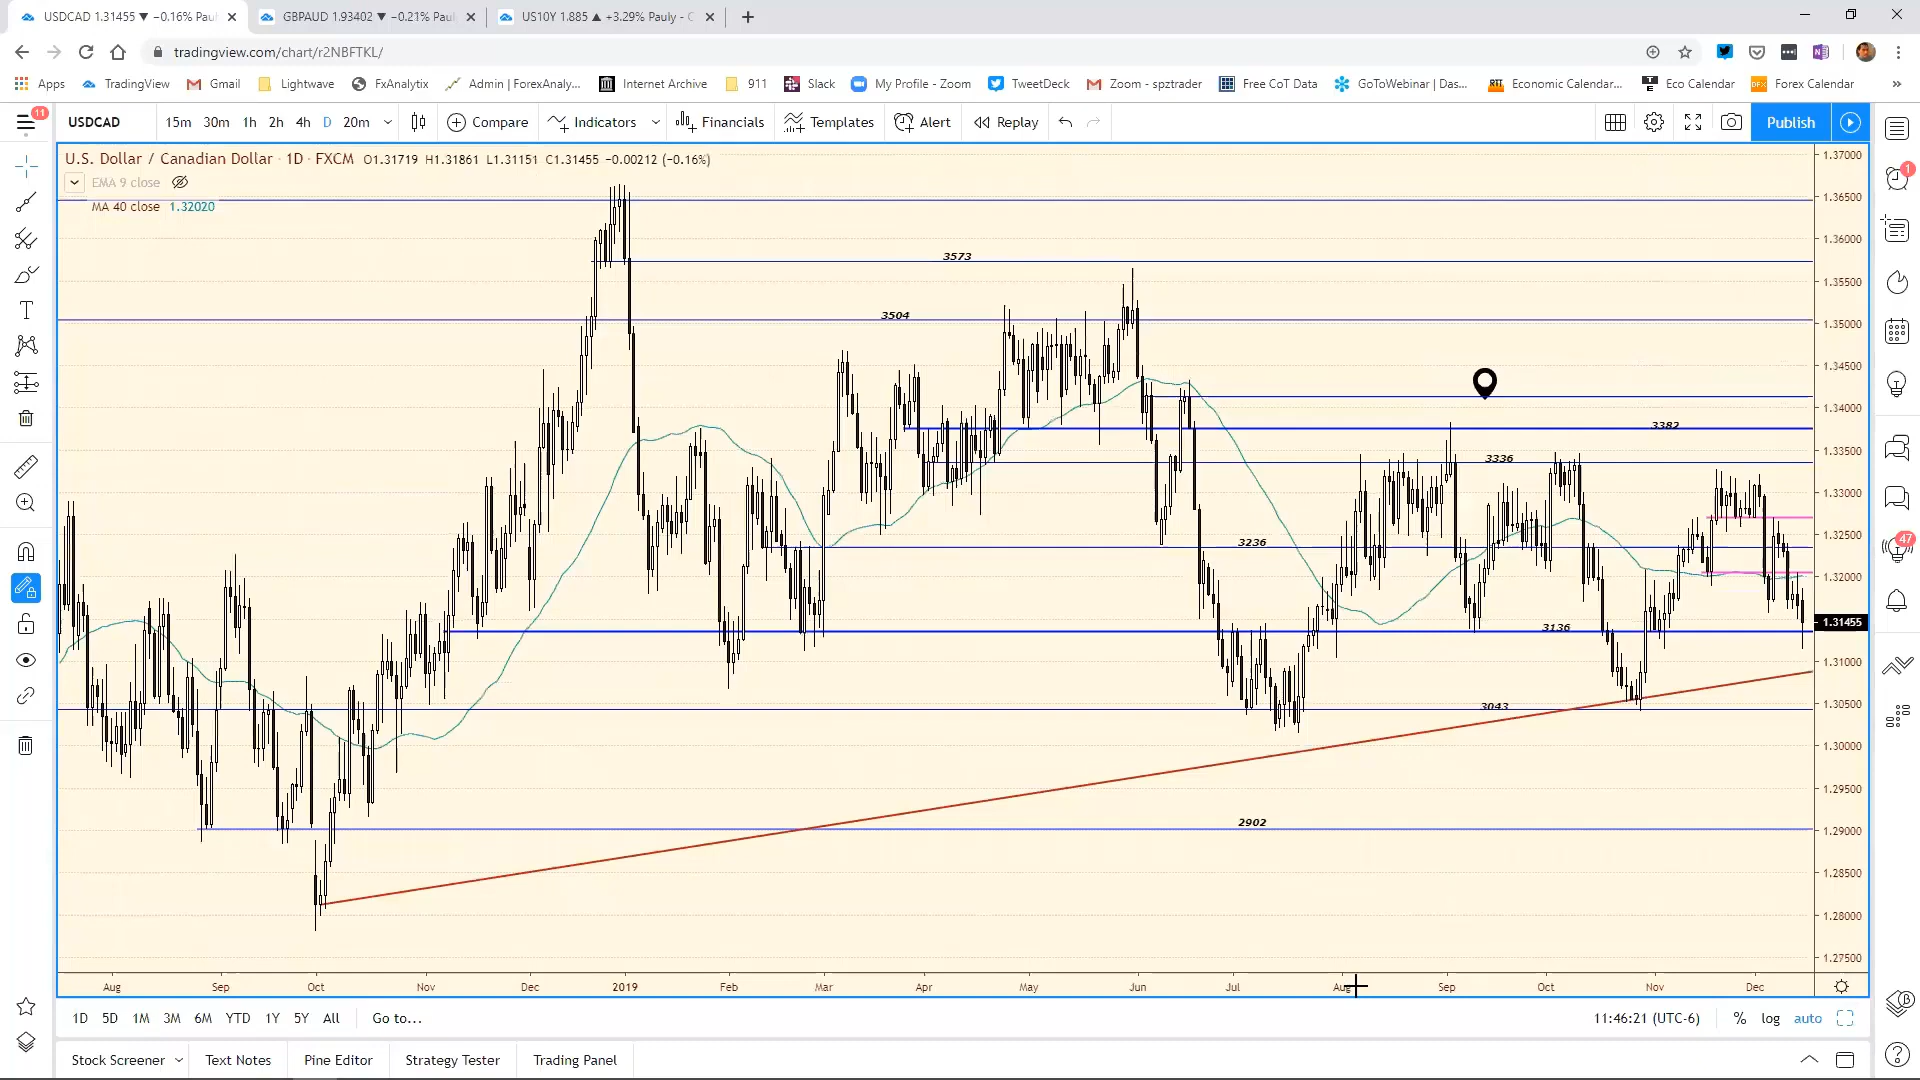 USDCAD 1.31455 ▼ −0.16% Paul
GBPAUD 1.93402 ▼ −0.21% Paul
US10Y 1.885 ▲ +3.29% Pauly - C
tradingview.com/chart/r2NBFTKL/
Apps TradingView Gmail Lightwave FxAnalytix Admin | ForexAnaly... Internet Archive 911 Slack My Profile - Zoom TweetDeck Zoom - spztrader Free CoT Data GoToWebinar | Das... Economic Calendar... Eco Calendar Forex Calendar »
11 USDCAD 15m 30m 1h 2h 4h D 20m Compare Indicators Financials Templates Alert Replay Publish
U.S. Dollar / Canadian Dollar · 1D · FXCM O1.31719 H1.31861 L1.31151 C1.31455 −0.00212 (−0.16%)
EMA 9 close
MA 40 close 1.32020
1
47
3573
3504
3382
3336
3236
3136
3043
2902
1.37000
1.36500
1.36000
1.35500
1.35000
1.34500
1.34000
1.33500
1.33000
1.32500
1.32000
1.31455
1.31000
1.30500
1.30000
1.29500
1.29000
1.28500
1.28000
1.27500
Aug Sep Oct Nov Dec 2019 Feb Mar Apr May Jun Jul Aug Sep Oct Nov Dec
1D 5D 1M 3M 6M YTD 1Y 5Y All Go to... 11:46:21 (UTC-6) % log auto
Stock Screener Text Notes Pine Editor Strategy Tester Trading Panel